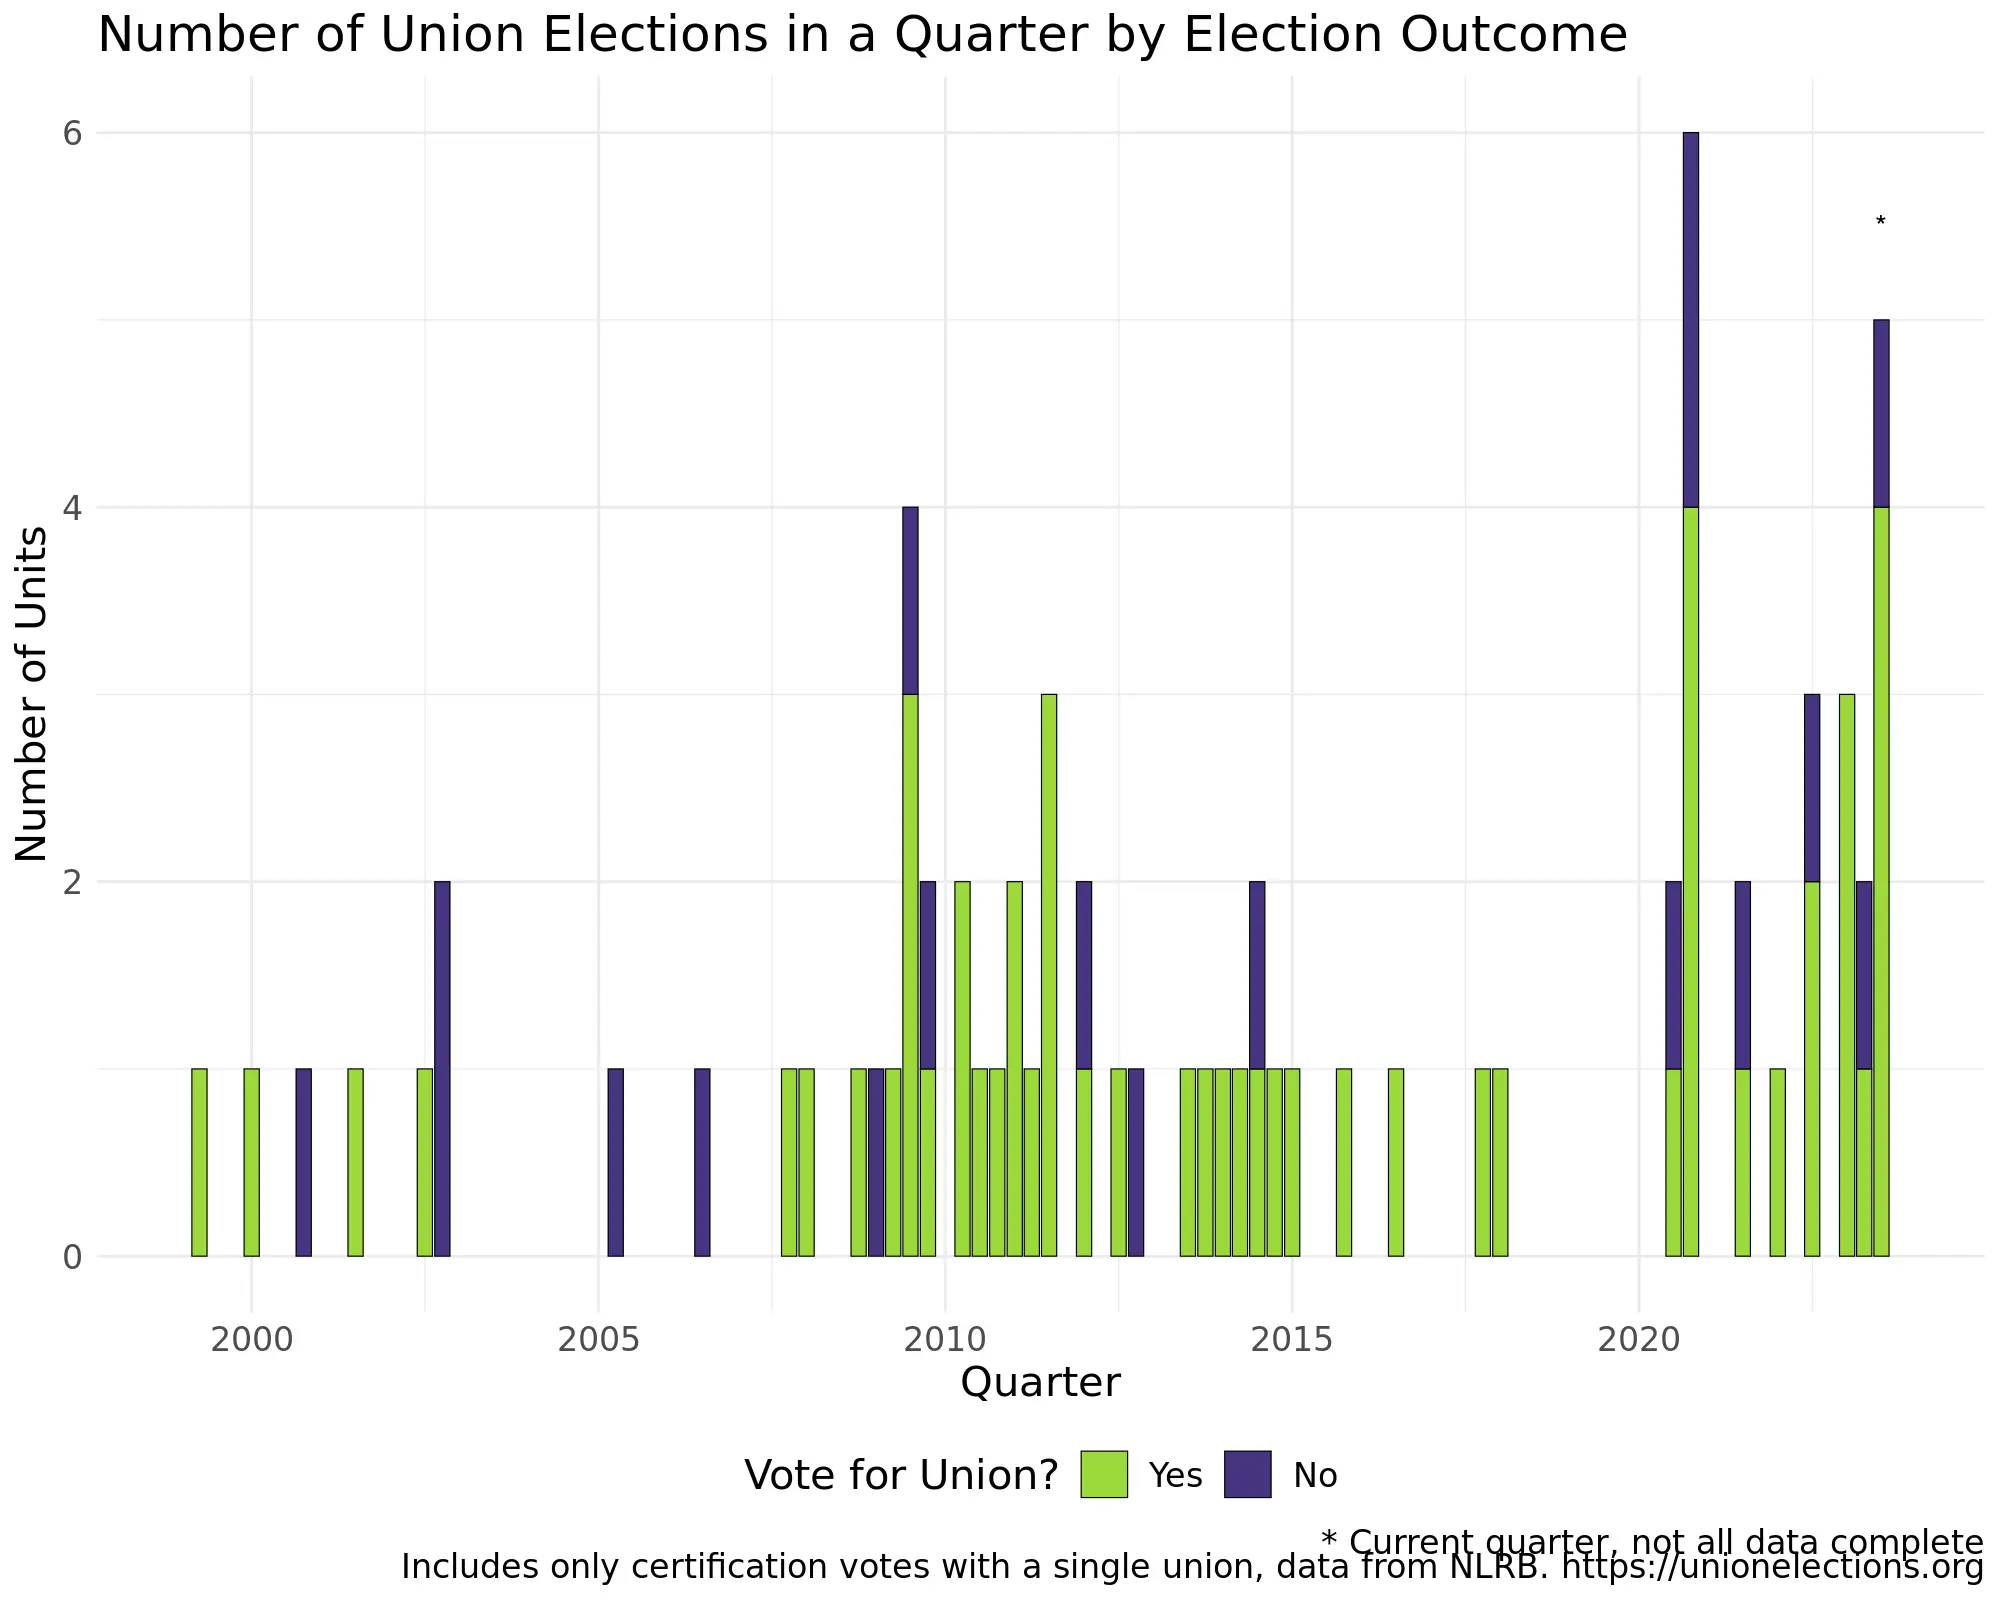 Number of Union Elections in a Quarter by Election Outcome
6
*
4
Number of Units
2
0
2000 2005 2010 2015 2020
Quarter
Vote for Union? Yes No
* Current quarter, not all data complete
Includes only certification votes with a single union, data from NLRB. https://unionelections.org